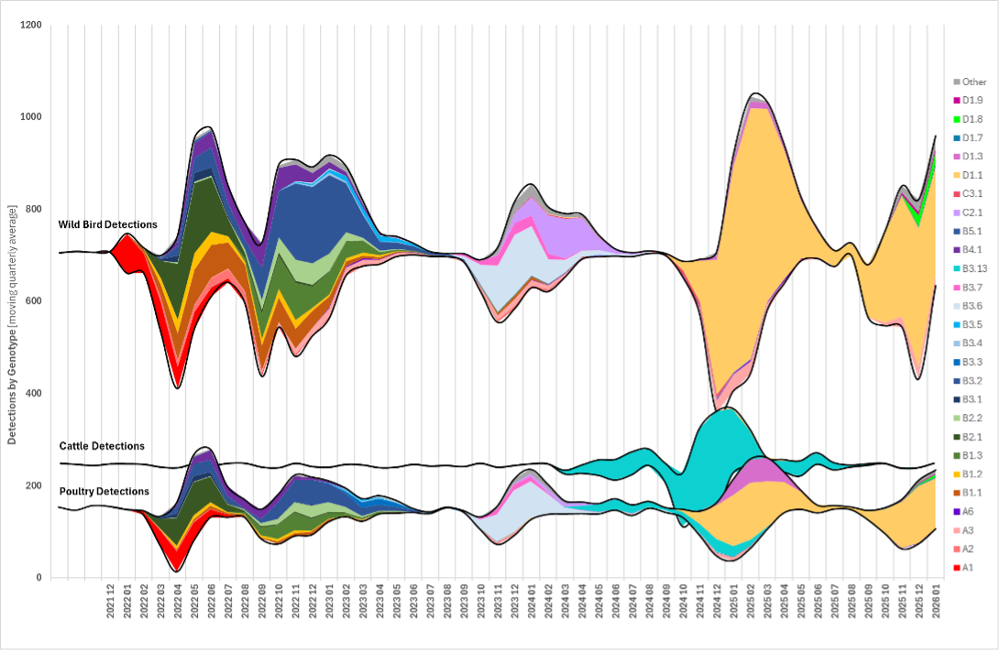 1200
1000
800
600
400
200
0
Detections by Genotype [moving quarterly average]
Wild Bird Detections
Cattle Detections
Poultry Detections
2021 12
2022 01
2022 02
2022 03
2022 04
2022 05
2022 06
2022 07
2022 08
2022 09
2022 10
2022 11
2022 12
2023 01
2023 02
2023 03
2023 04
2023 05
2023 06
2023 07
2023 08
2023 09
2023 10
2023 11
2023 12
2024 01
2024 02
2024 03
2024 04
2024 05
2024 06
2024 07
2024 08
2024 09
2024 10
2024 11
2024 12
2025 01
2025 02
2025 03
2025 04
2025 05
2025 06
2025 07
2025 08
2025 09
2025 10
2025 11
2025 12
2026 01
Other
D1.9
D1.8
D1.7
D1.3
D1.1
C3.1
C2.1
B5.1
B4.1
B3.13
B3.7
B3.6
B3.5
B3.4
B3.3
B3.2
B3.1
B2.2
B2.1
B1.3
B1.2
B1.1
A6
A3
A2
A1